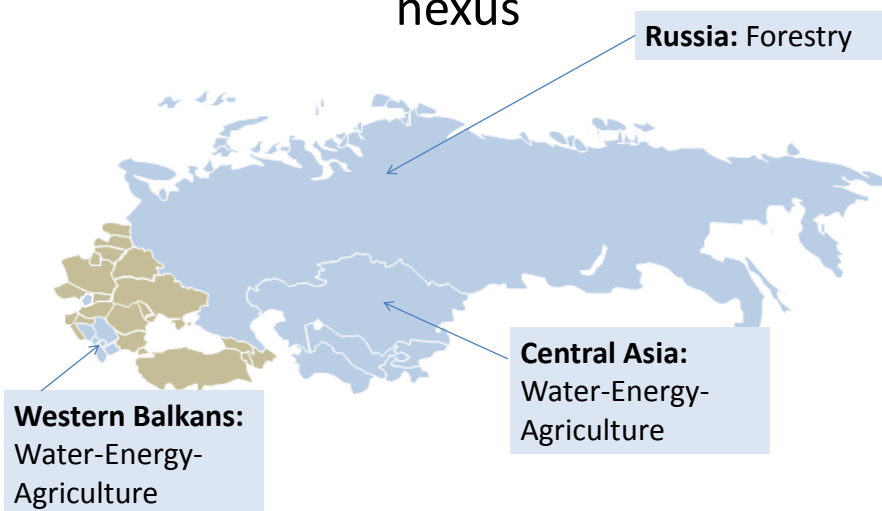 nexus
Russia: Forestry
Central Asia:
Water-Energy-
Agriculture
Western Balkans:
Water-Energy-
Agriculture